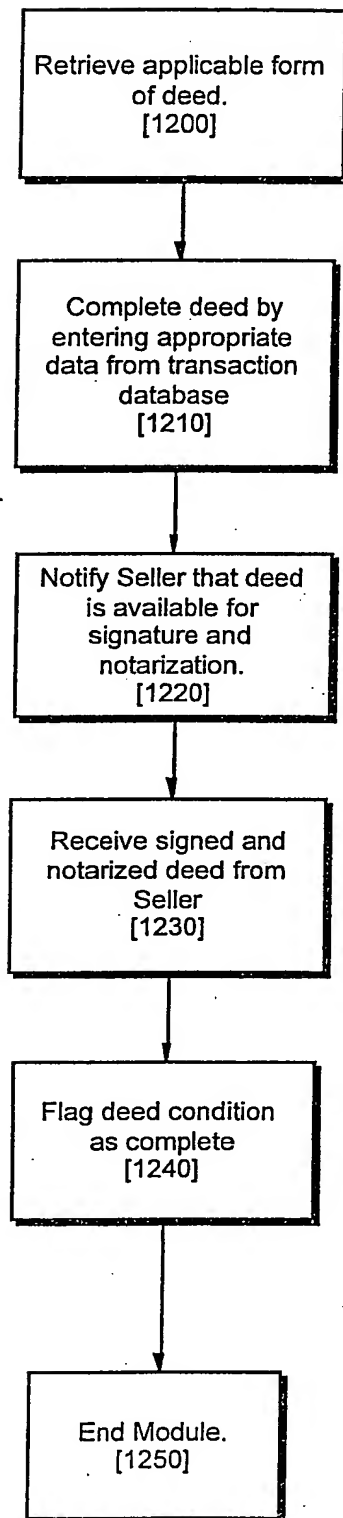 Retrieve applicable form
of deed.
[1200]
Complete deed by
entering appropriate
data from transaction
database
[1210]
Notify Seller that deed
is available for
signature and
notarization.
[1220]
Receive signed and
notarized deed from
Seller
[1230]
Flag deed condition
as complete
[1240]
End Module.
[1250]